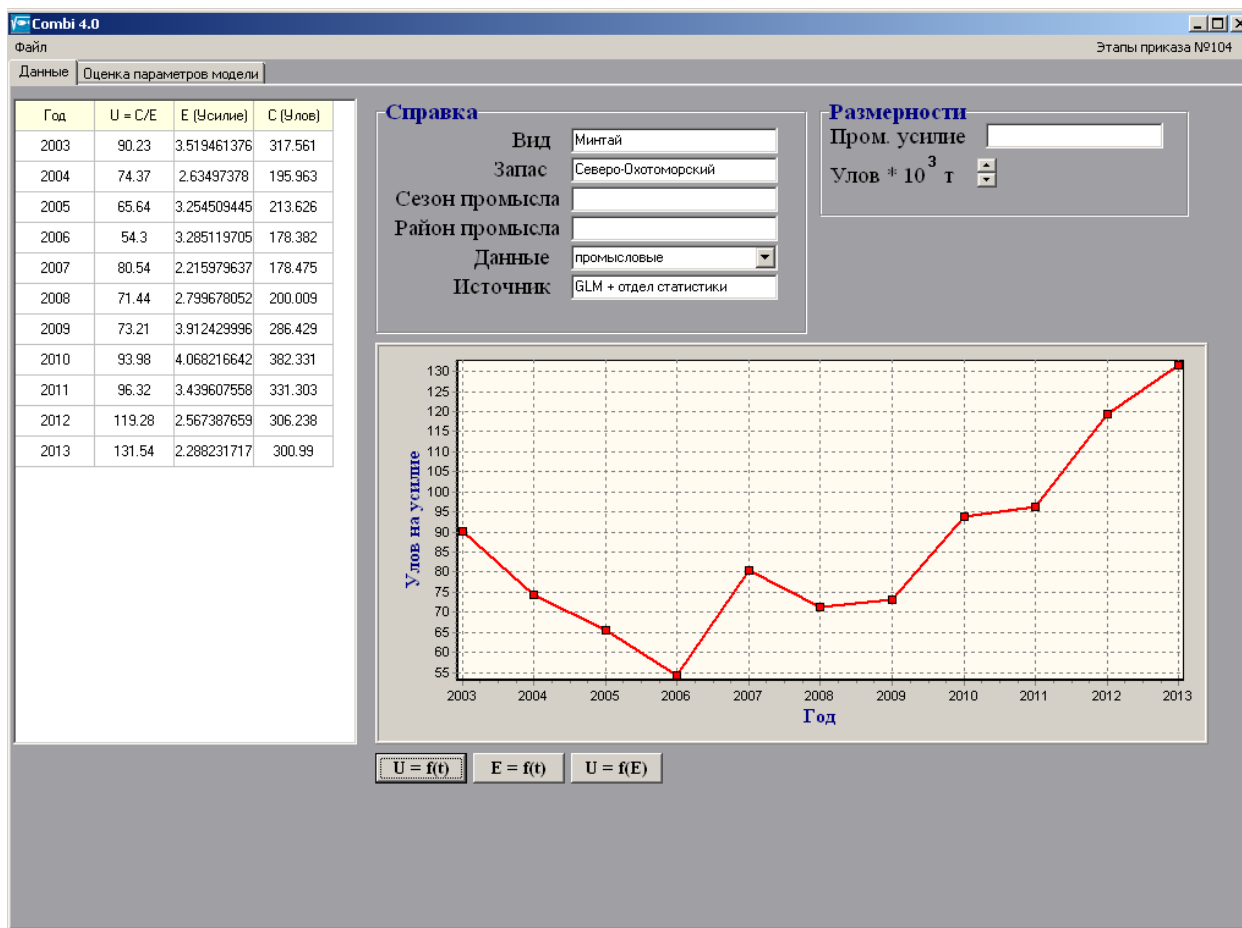 Combi 4.0
Файл
Этапы приказа №104
Данные
Оценка параметров модели
Год U = C/E E (Усилие) C (Улов)
2003 90.23 3.519461376 317.561
2004 74.37 2.63497378 195.963
2005 65.64 3.254509445 213.626
2006 54.3 3.285119705 178.382
2007 80.54 2.215979637 178.475
2008 71.44 2.799678052 200.009
2009 73.21 3.912429996 286.429
2010 93.98 4.068216642 382.331
2011 96.32 3.439607558 331.303
2012 119.28 2.567387659 306.238
2013 131.54 2.288231717 300.99
Справка
Вид Минтай
Запас Северо-Охотоморский
Сезон промысла
Район промысла
Данные промысловые
Источник GLM + отдел статистики
Размерности
Пром. усилие
Улов * 10³ т
Улов на усилие
130
125
120
115
110
105
100
95
90
85
80
75
70
65
60
55
2003 2004 2005 2006 2007 2008 2009 2010 2011 2012 2013
Год
U = f(t) E = f(t) U = f(E)